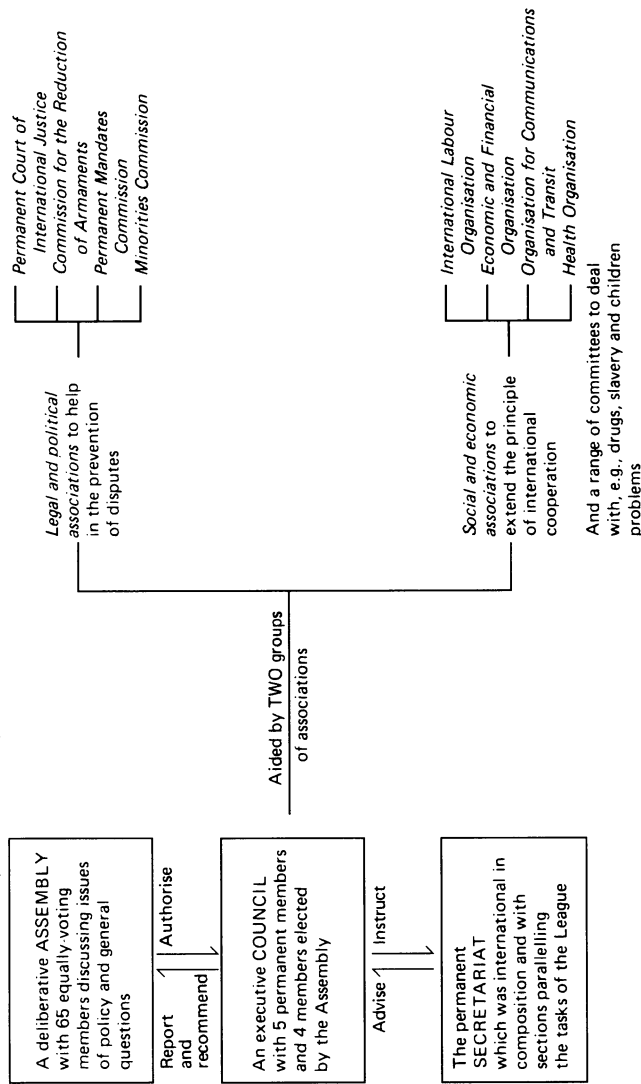 A deliberative ASSEMBLY
with 65 equally-voting
members discussing issues
of policy and general
questions
Report
and
recommend
Authorise
An executive COUNCIL
with 5 permanent members
and 4 members elected
by the Assembly
Advise
Instruct
The permanent
SECRETARIAT
which was international in
composition and with
sections parallelling
the tasks of the League
Aided by TWO groups
of associations
Legal and political
associations to help
in the prevention
of disputes
Permanent Court of
International Justice
Commission for the Reduction
of Armaments
Permanent Mandates
Commission
Minorities Commission
Social and economic
associations to
extend the principle
of international
cooperation
International Labour
Organisation
Economic and Financial
Organisation
Organisation for Communications
and Transit
Health Organisation
And a range of committees to deal
with, e.g., drugs, slavery and children
problems